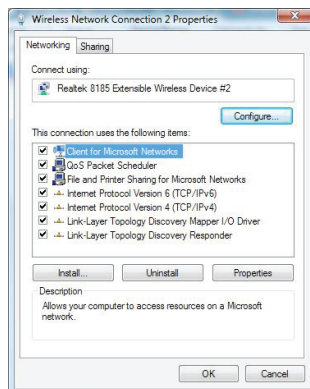 Wireless Network Connection 2 Properties
Networking Sharing
Connect using:
Realtek 8185 Extensible Wireless Device #2
Configure...
This connection uses the following items:
Client for Microsoft Networks
QoS Packet Scheduler
File and Printer Sharing for Microsoft Networks
Internet Protocol Version 6 (TCP/IPv6)
Internet Protocol Version 4 (TCP/IPv4)
Link-Layer Topology Discovery Mapper I/O Driver
Link-Layer Topology Discovery Responder
Install... Uninstall Properties
Description
Allows your computer to access resources on a Microsoft
network.
OK Cancel